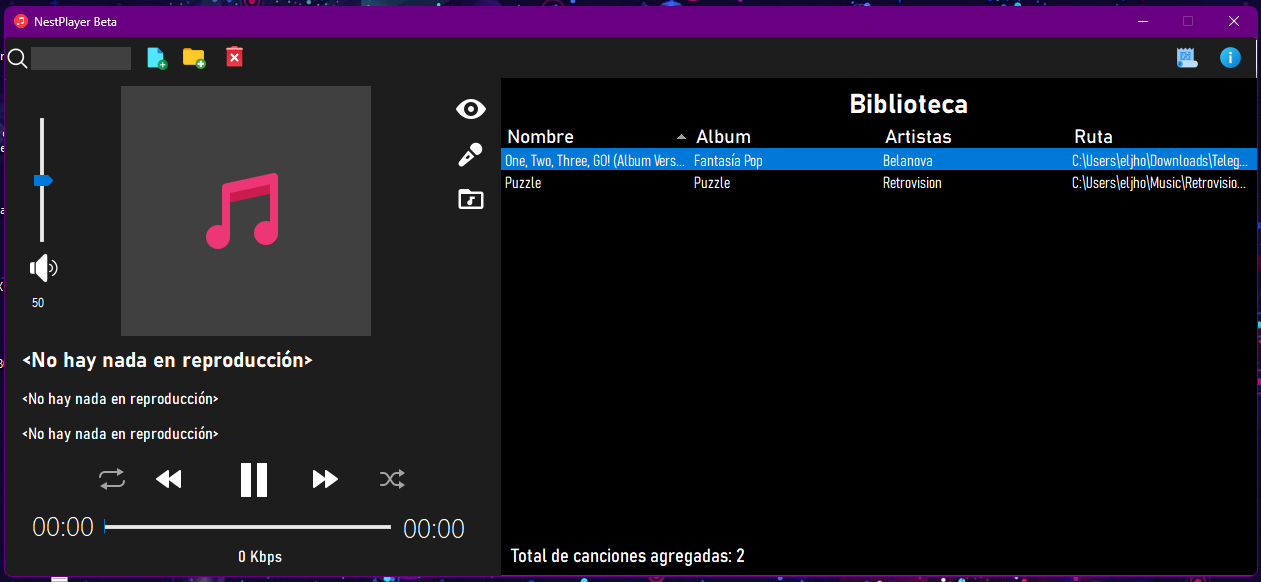 NestPlayer Beta
Biblioteca
Nombre Album Artistas Ruta
One, Two, Three, GO! (Album Vers... Fantasía Pop Belanova C:\Users\eljho\Downloads\Teleg...
Puzzle Puzzle Retrovision C:\Users\eljho\Music\Retrovisio...
50
<No hay nada en reproducción>
<No hay nada en reproducción>
<No hay nada en reproducción>
00:00 00:00
0 Kbps
Total de canciones agregadas: 2